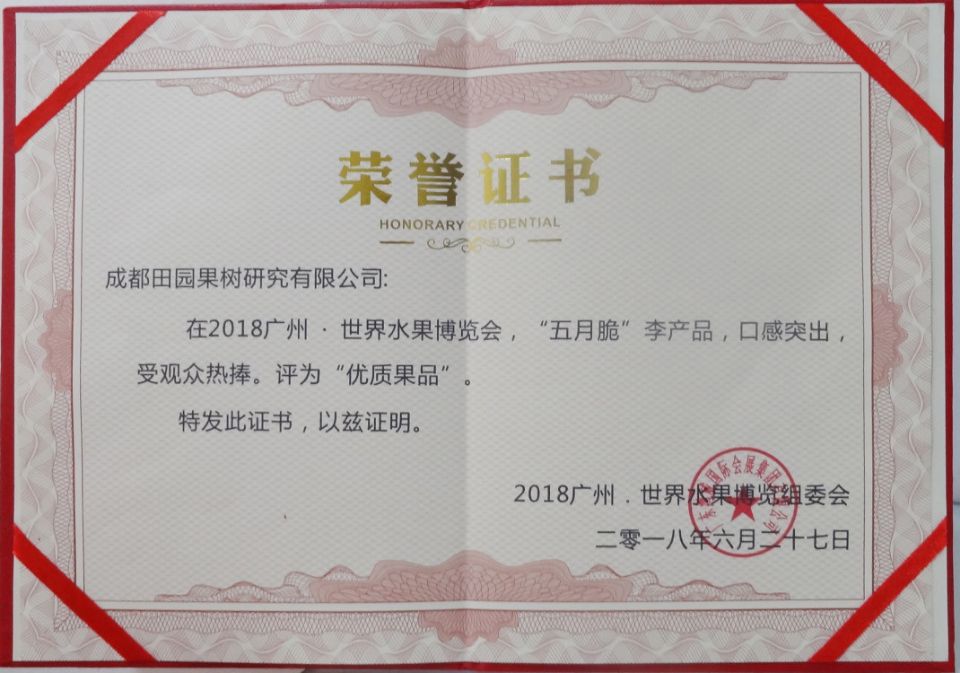 荣誉证书
HONORARY CREDENTIAL
成都田园果树研究有限公司:
在2018广州·世界水果博览会，“五月脆”李产品，口感突出，
受观众热捧。评为“优质果品”。
特发此证书，以兹证明。
2018广州．世界水果博览组委会
二零一八年六月二十七日